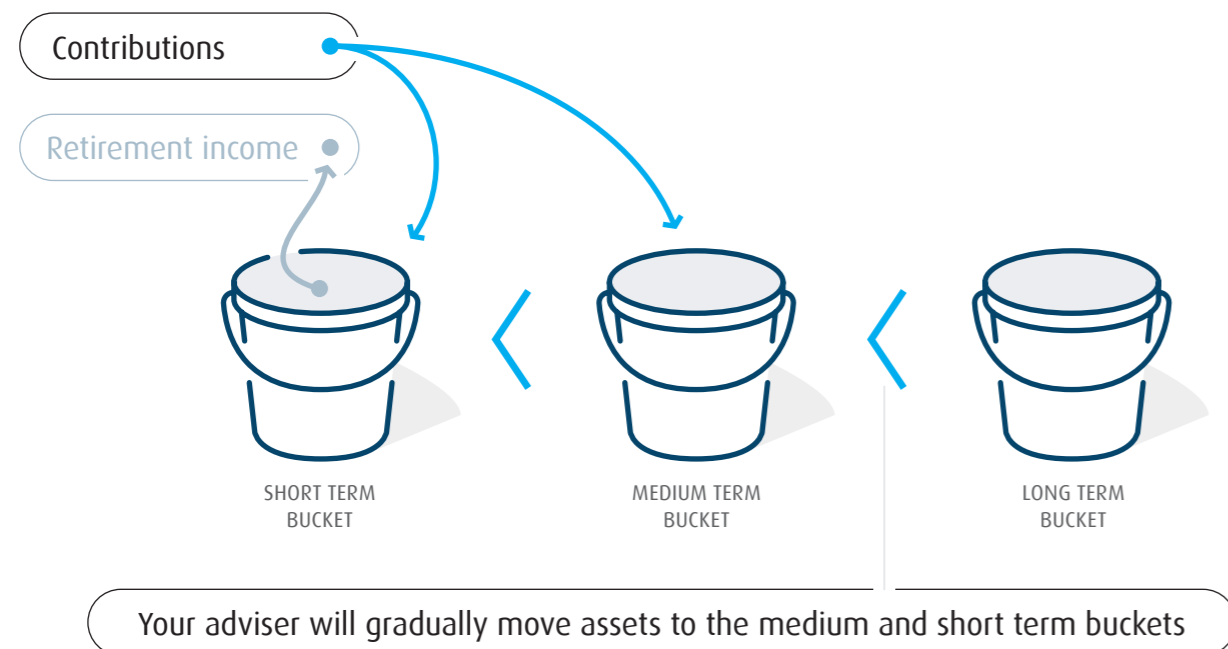 Contributions
Retirement income
SHORT TERM
BUCKET
MEDIUM TERM
BUCKET
LONG TERM
BUCKET
Your adviser will gradually move assets to the medium and short term buckets